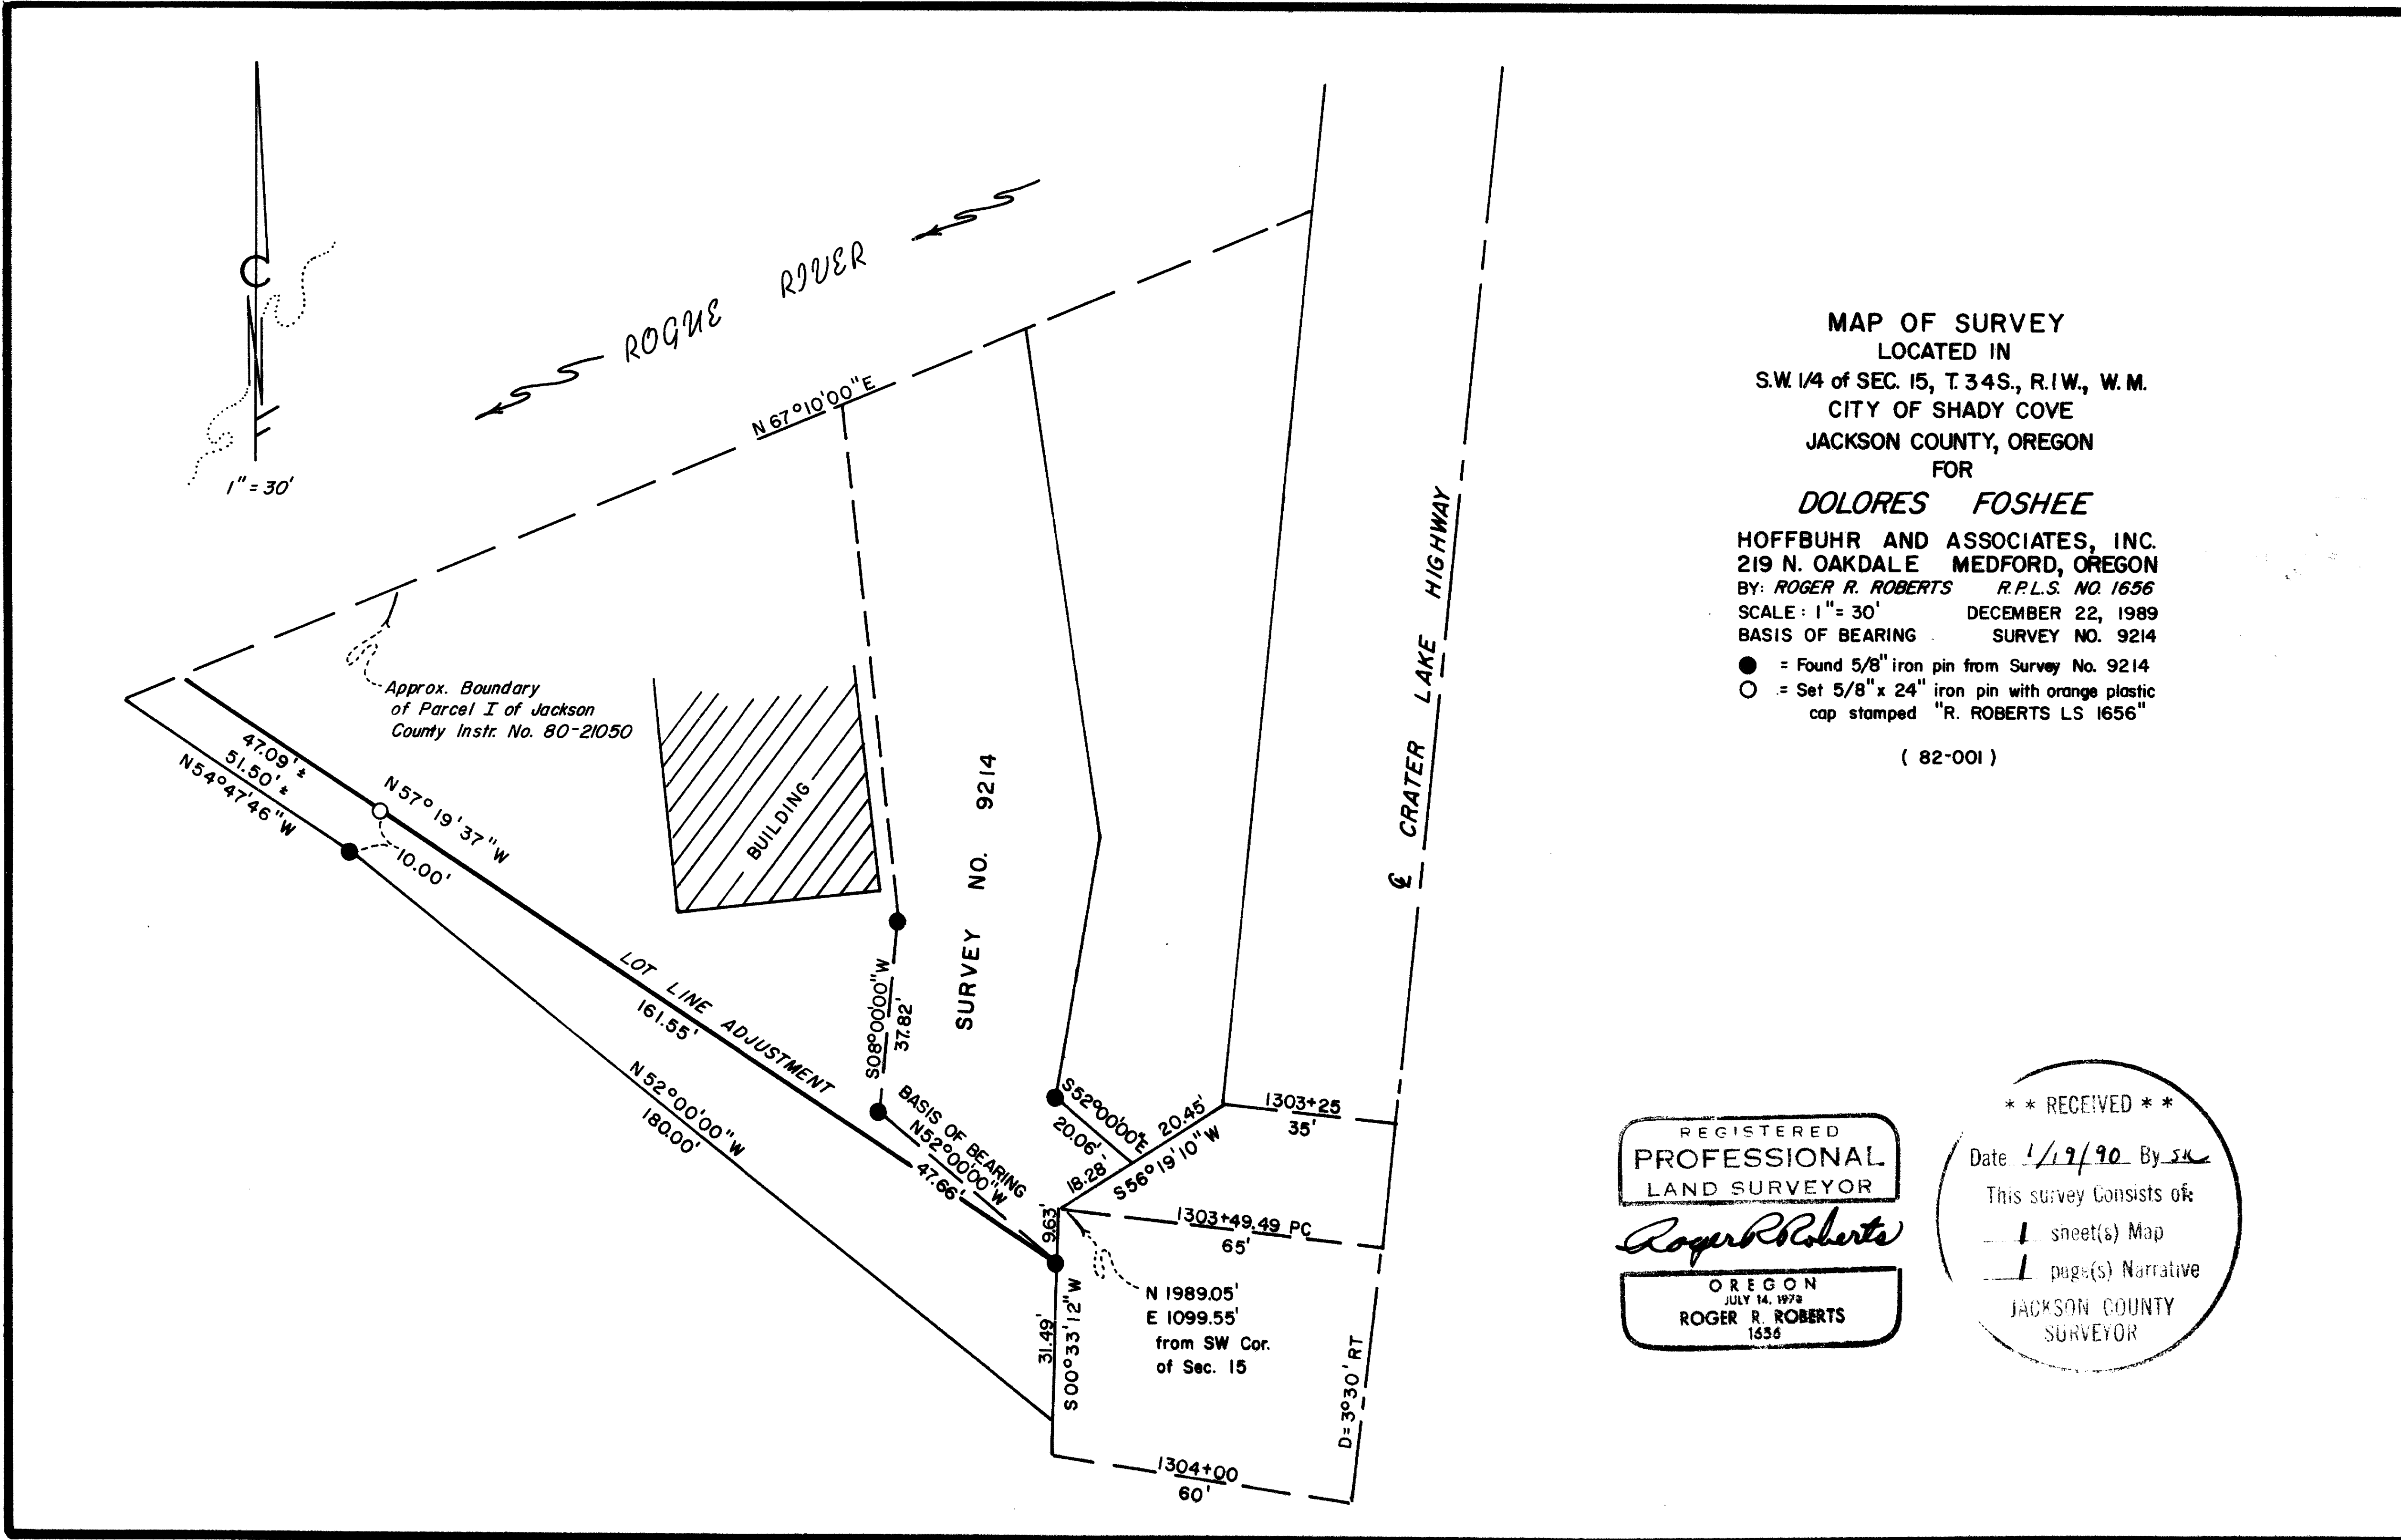 C
N
1" = 30'
ROGUE RIVER
N 67°10'00" E
Approx. Boundary
of Parcel I of Jackson
County Instr. No. 80-21050
47.09' ±
51.50' ±
N 54°47'46" W
N 57°19'37" W
10.00'
BUILDING
SURVEY NO. 9214
LOT LINE ADJUSTMENT
161.55'
N 52°00'00" W
180.00'
S08°00'00"W
37.82'
BASIS OF BEARING
N52°00'00"W
47.66'
S52°00'00"E
20.06'
20.45'
18.28'
S 56°19'10" W
9.63'
31.49'
S 00°33'12" W
1303+25
35'
1303+49.49 PC
65'
N 1989.05'
E 1099.55'
from SW Cor.
of Sec. 15
1304+00
60'
D=3°30' RT
℄ CRATER LAKE HIGHWAY
MAP OF SURVEY
LOCATED IN
S.W. 1/4 of SEC. 15, T. 34S., R.1W., W.M.
CITY OF SHADY COVE
JACKSON COUNTY, OREGON
FOR
DOLORES FOSHEE
HOFFBUHR AND ASSOCIATES, INC.
219 N. OAKDALE MEDFORD, OREGON
BY: ROGER R. ROBERTS R.P.L.S. NO. 1656
SCALE: 1" = 30' DECEMBER 22, 1989
BASIS OF BEARING SURVEY NO. 9214
= Found 5/8" iron pin from Survey No. 9214
= Set 5/8" x 24" iron pin with orange plastic
cap stamped "R. ROBERTS LS 1656"
( 82-001 )
REGISTERED
PROFESSIONAL
LAND SURVEYOR
Roger R Roberts
OREGON
JULY 14, 1978
ROGER R. ROBERTS
1656
* * RECEIVED * *
Date 1/19/90 By SK
This survey Consists of:
1 sheet(s) Map
1 page(s) Narrative
JACKSON COUNTY
SURVEYOR